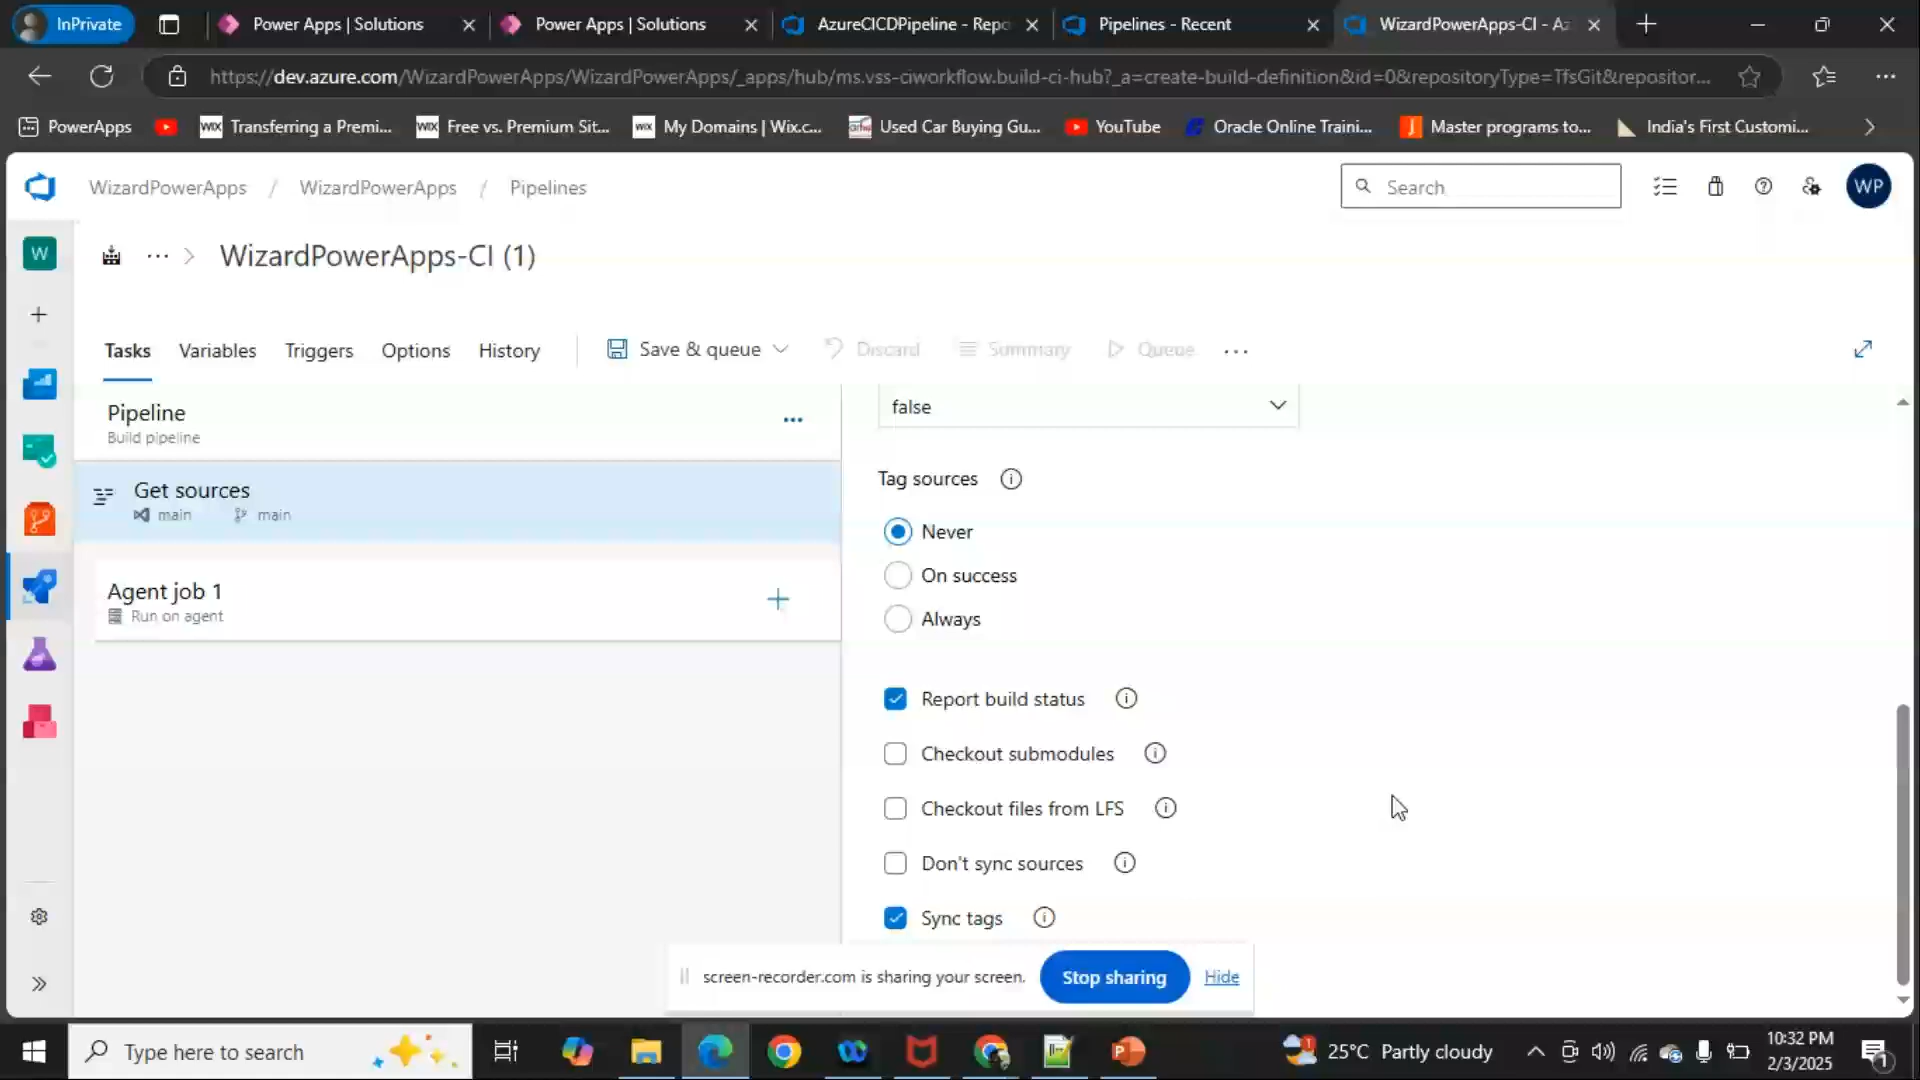 InPrivate
Power Apps | Solutions
Power Apps | Solutions
AzureCICDPipeline - Repo
Pipelines - Recent
WizardPowerApps-CI - Az
https://dev.azure.com/WizardPowerApps/WizardPowerApps/_apps/hub/ms.vss-ciworkflow.build-ci-hub?_a=create-build-definition&id=0&repositoryType=TfsGit&repositor...
PowerApps
WIX Transferring a Premi...
WIX Free vs. Premium Sit...
WIX My Domains | Wix.c...
Used Car Buying Gu...
YouTube
Oracle Online Traini...
Master programs to...
India's First Customi...
WizardPowerApps / WizardPowerApps / Pipelines
Search
WP
W
... > WizardPowerApps-CI (1)
Tasks
Variables
Triggers
Options
History
Save & queue
Discard
Summary
Queue
...
Pipeline
Build pipeline
...
Get sources
main
main
Agent job 1
Run on agent
false
Tag sources
Never
On success
Always
Report build status
Checkout submodules
Checkout files from LFS
Don't sync sources
Sync tags
screen-recorder.com is sharing your screen.
Stop sharing
Hide
Type here to search
25°C Partly cloudy
10:32 PM
2/3/2025
1